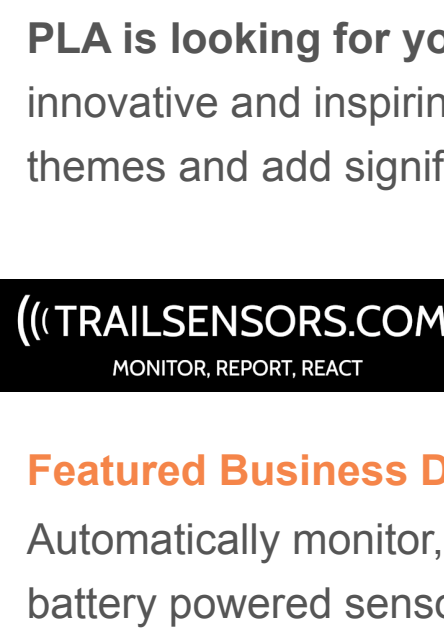 PLA is looking for yo
innovative and inspirin
themes and add signif
TRAILSENSORS.COM
MONITOR, REPORT, REACT
Featured Business D
Automatically monitor,
battery powered senso